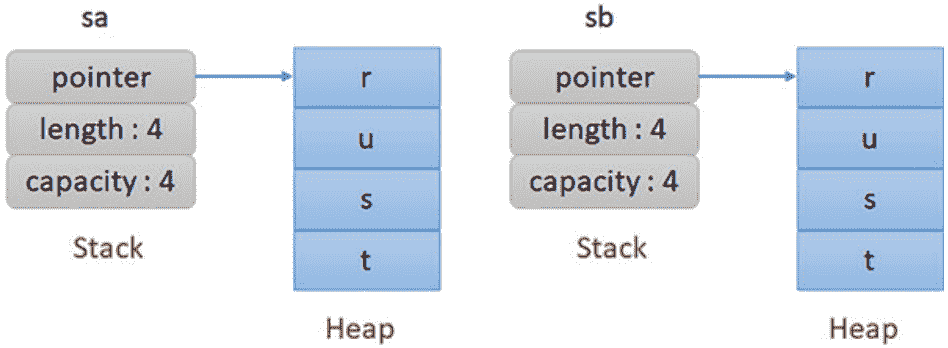 sa
pointer
length : 4
capacity : 4
Stack
r
u
s
t
Heap
sb
pointer
length : 4
capacity : 4
Stack
r
u
s
t
Heap